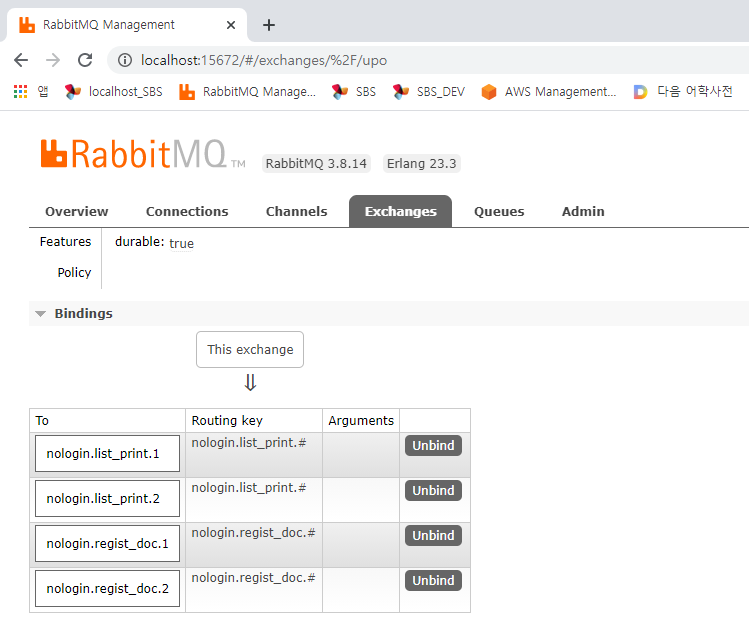 RabbitMQ Management
localhost:15672/#/exchanges/%2F/upo
앱 localhost_SBS RabbitMQ Manage... SBS SBS_DEV AWS Management... 다음 어학사전
RabbitMQ TM RabbitMQ 3.8.14 Erlang 23.3
Overview Connections Channels Exchanges Queues Admin
Features durable: true
Policy
Bindings
This exchange
⇓
To Routing key Arguments
nologin.list_print.1 nologin.list_print.# Unbind
nologin.list_print.2 nologin.list_print.# Unbind
nologin.regist_doc.1 nologin.regist_doc.# Unbind
nologin.regist_doc.2 nologin.regist_doc.# Unbind